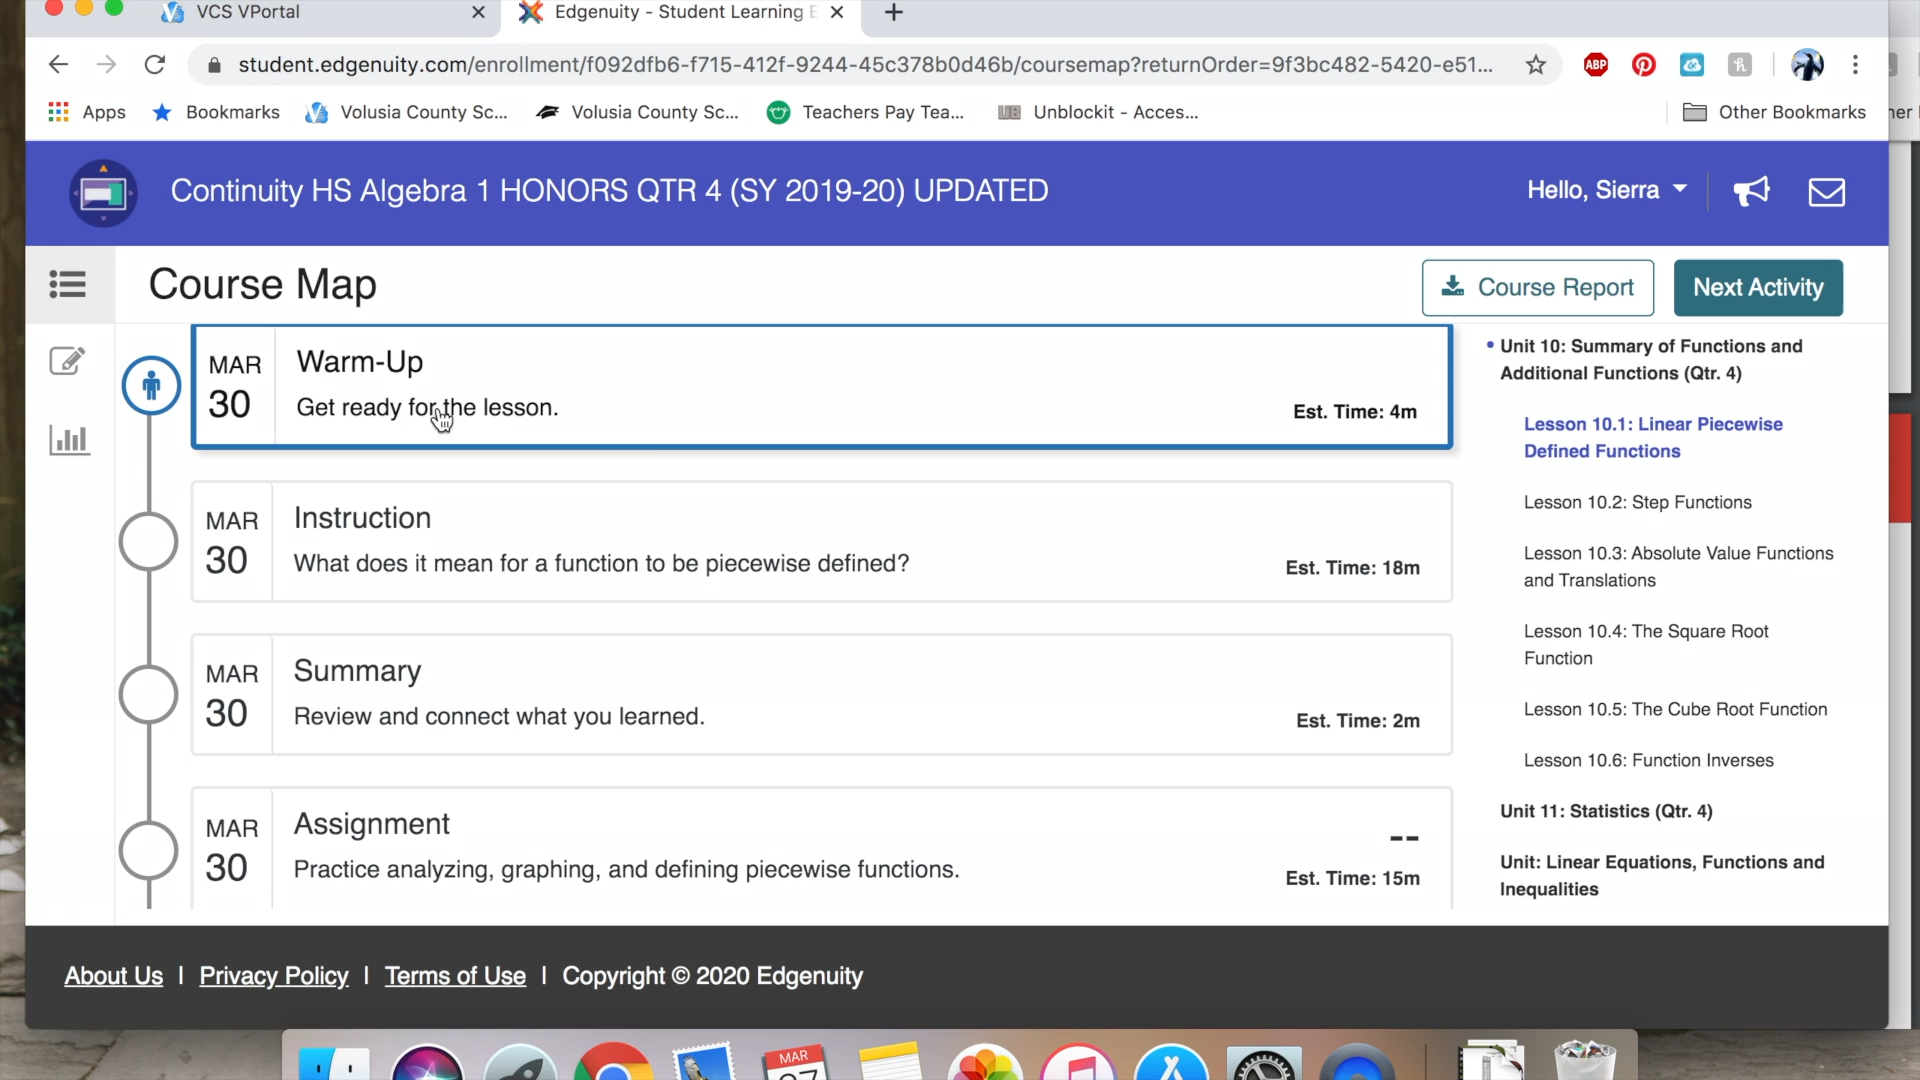 VCS VPortal
Edgenuity - Student Learning E
student.edgenuity.com/enrollment/f092dfb6-f715-412f-9244-45c378b0d46b/coursemap?returnOrder=9f3bc482-5420-e51...
ABP
Apps
Bookmarks
Volusia County Sc...
Volusia County Sc...
Teachers Pay Tea...
UB
Unblockit - Acces...
Other Bookmarks
Continuity HS Algebra 1 HONORS QTR 4 (SY 2019-20) UPDATED
Hello, Sierra
Course Map
Course Report
Next Activity
MAR
30
Warm-Up
Get ready for the lesson.
Est. Time: 4m
MAR
30
Instruction
What does it mean for a function to be piecewise defined?
Est. Time: 18m
MAR
30
Summary
Review and connect what you learned.
Est. Time: 2m
MAR
30
Assignment
--
Practice analyzing, graphing, and defining piecewise functions.
Est. Time: 15m
Unit 10: Summary of Functions and
Additional Functions (Qtr. 4)
Lesson 10.1: Linear Piecewise
Defined Functions
Lesson 10.2: Step Functions
Lesson 10.3: Absolute Value Functions
and Translations
Lesson 10.4: The Square Root
Function
Lesson 10.5: The Cube Root Function
Lesson 10.6: Function Inverses
Unit 11: Statistics (Qtr. 4)
Unit: Linear Equations, Functions and
Inequalities
About Us | Privacy Policy | Terms of Use | Copyright © 2020 Edgenuity
MAR